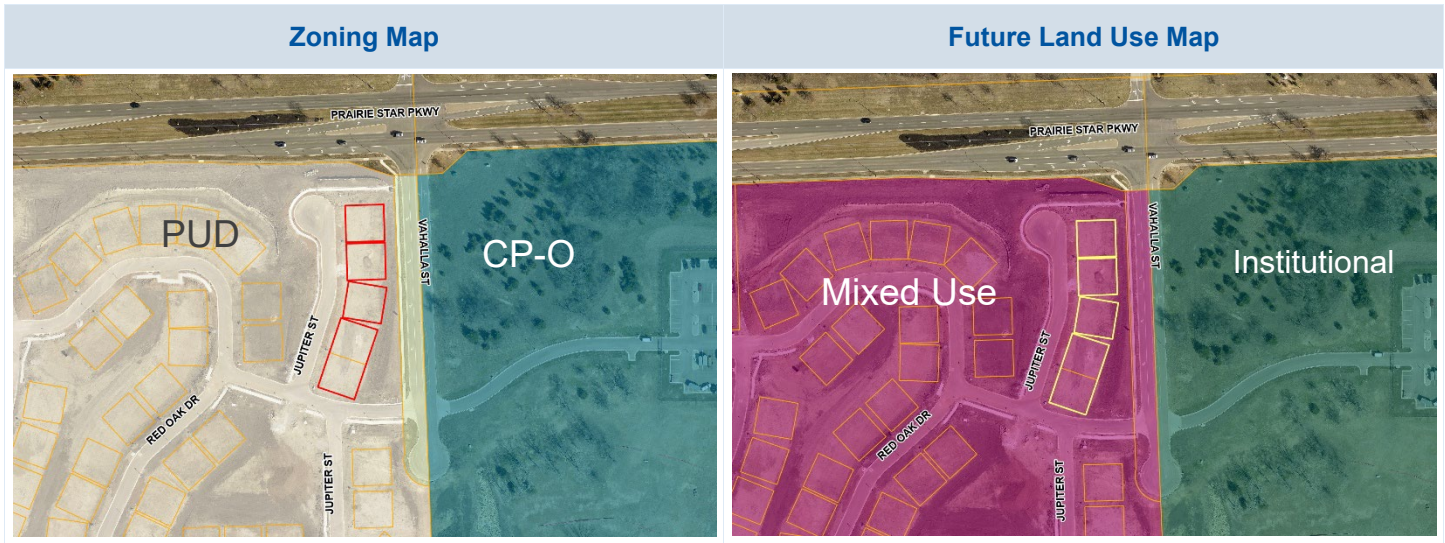 Zoning Map
Future Land Use Map
PRAIRIE STAR PKWY
PUD
CP-O
VAHALLA ST
JUPITER ST
RED OAK DR
JUPITER ST
PRAIRIE STAR PKWY
Mixed Use
Institutional
VAHALLA ST
JUPITER ST
RED OAK DR
JUPITER ST